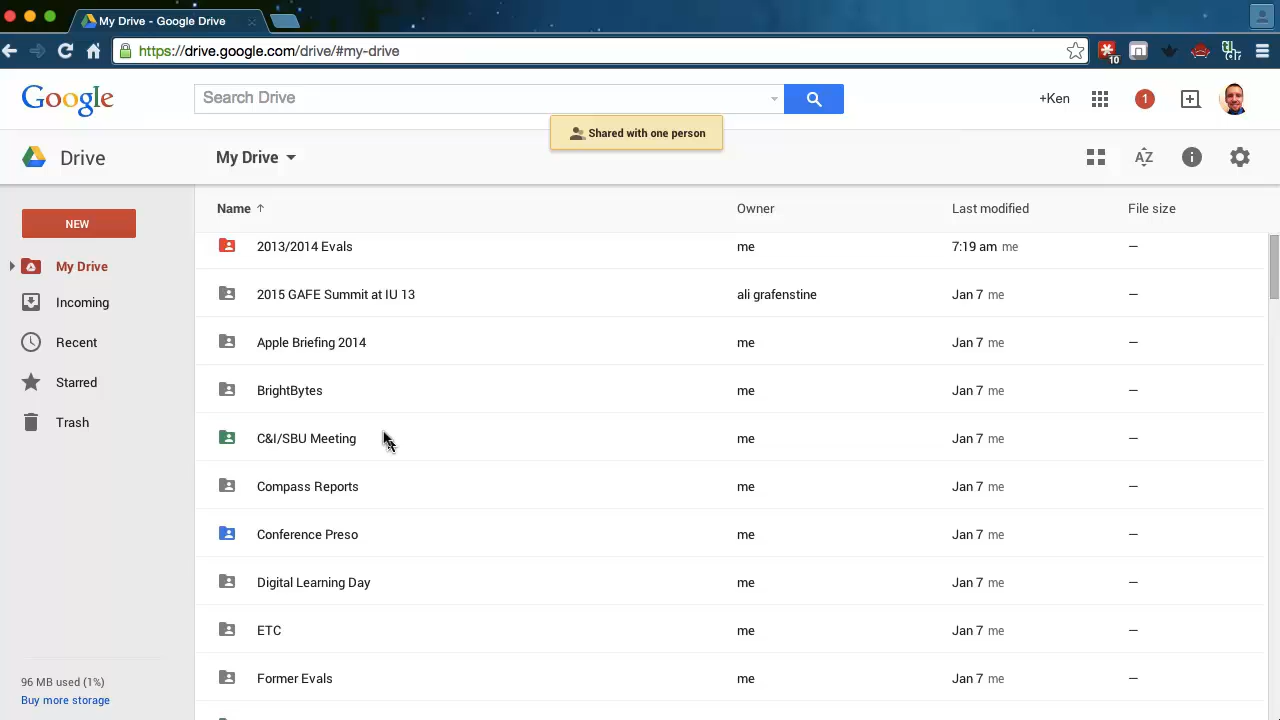 My Drive - Google Drive
https://drive.google.com/drive/#my-drive
10
Google
Search Drive
+Ken
1
Shared with one person
Drive
My Drive
AZ
NEW
My Drive
Incoming
Recent
Starred
Trash
96 MB used (1%)
Buy more storage
Name Owner Last modified File size
2013/2014 Evals me 7:19 am me —
2015 GAFE Summit at IU 13 ali grafenstine Jan 7 me —
Apple Briefing 2014 me Jan 7 me —
BrightBytes me Jan 7 me —
C&I/SBU Meeting me Jan 7 me —
Compass Reports me Jan 7 me —
Conference Preso me Jan 7 me —
Digital Learning Day me Jan 7 me —
ETC me Jan 7 me —
Former Evals me Jan 7 me —